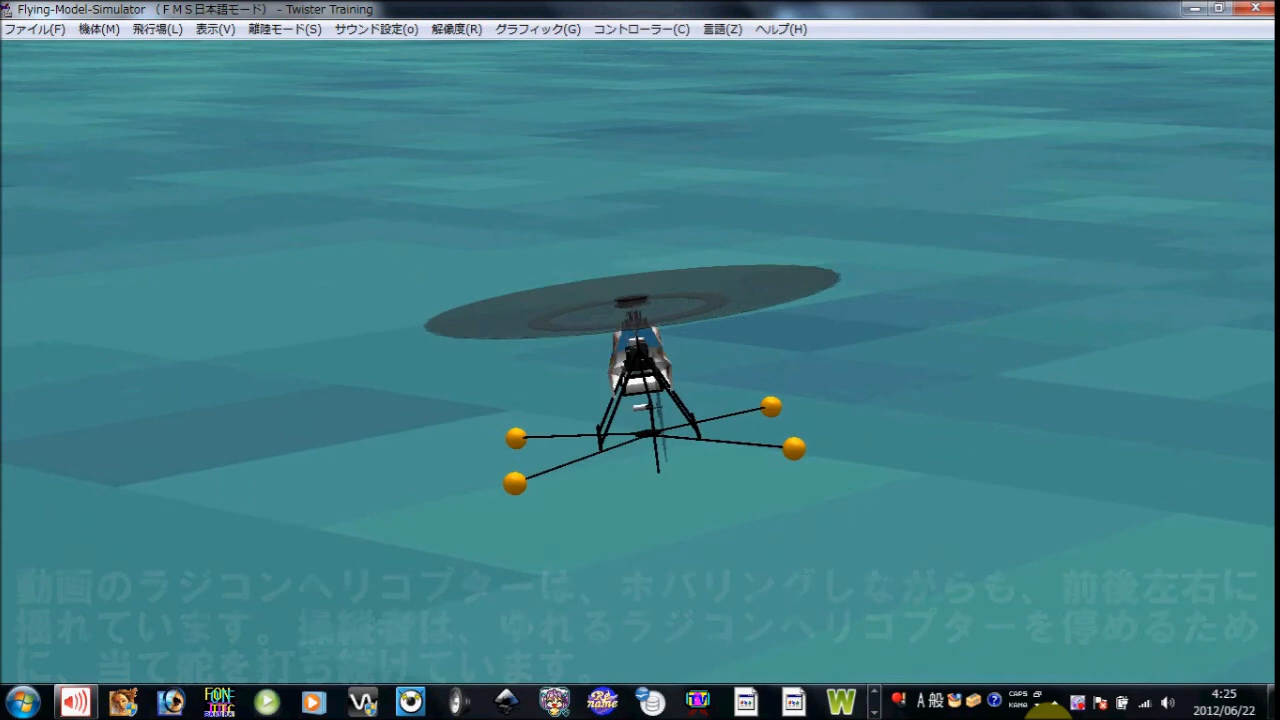 Flying-Model-Simulator （ＦＭＳ日本語モード） - Twister Training
ファイル(F) 機体(M) 飛行場(L) 表示(V) 離陸モード(S) サウンド設定(o) 解像度(R) グラフィック(G) コントローラー(C) 言語(Z) ヘルプ(H)
動画のラジコンヘリコプターは、ホバリングしながらも、前後左右に
揺れています。操縦者は、ゆれるラジコンヘリコプターを停めるため
に、当て舵を打ち続けています。
A 般 CAPS
KANA
4:25
2012/06/22